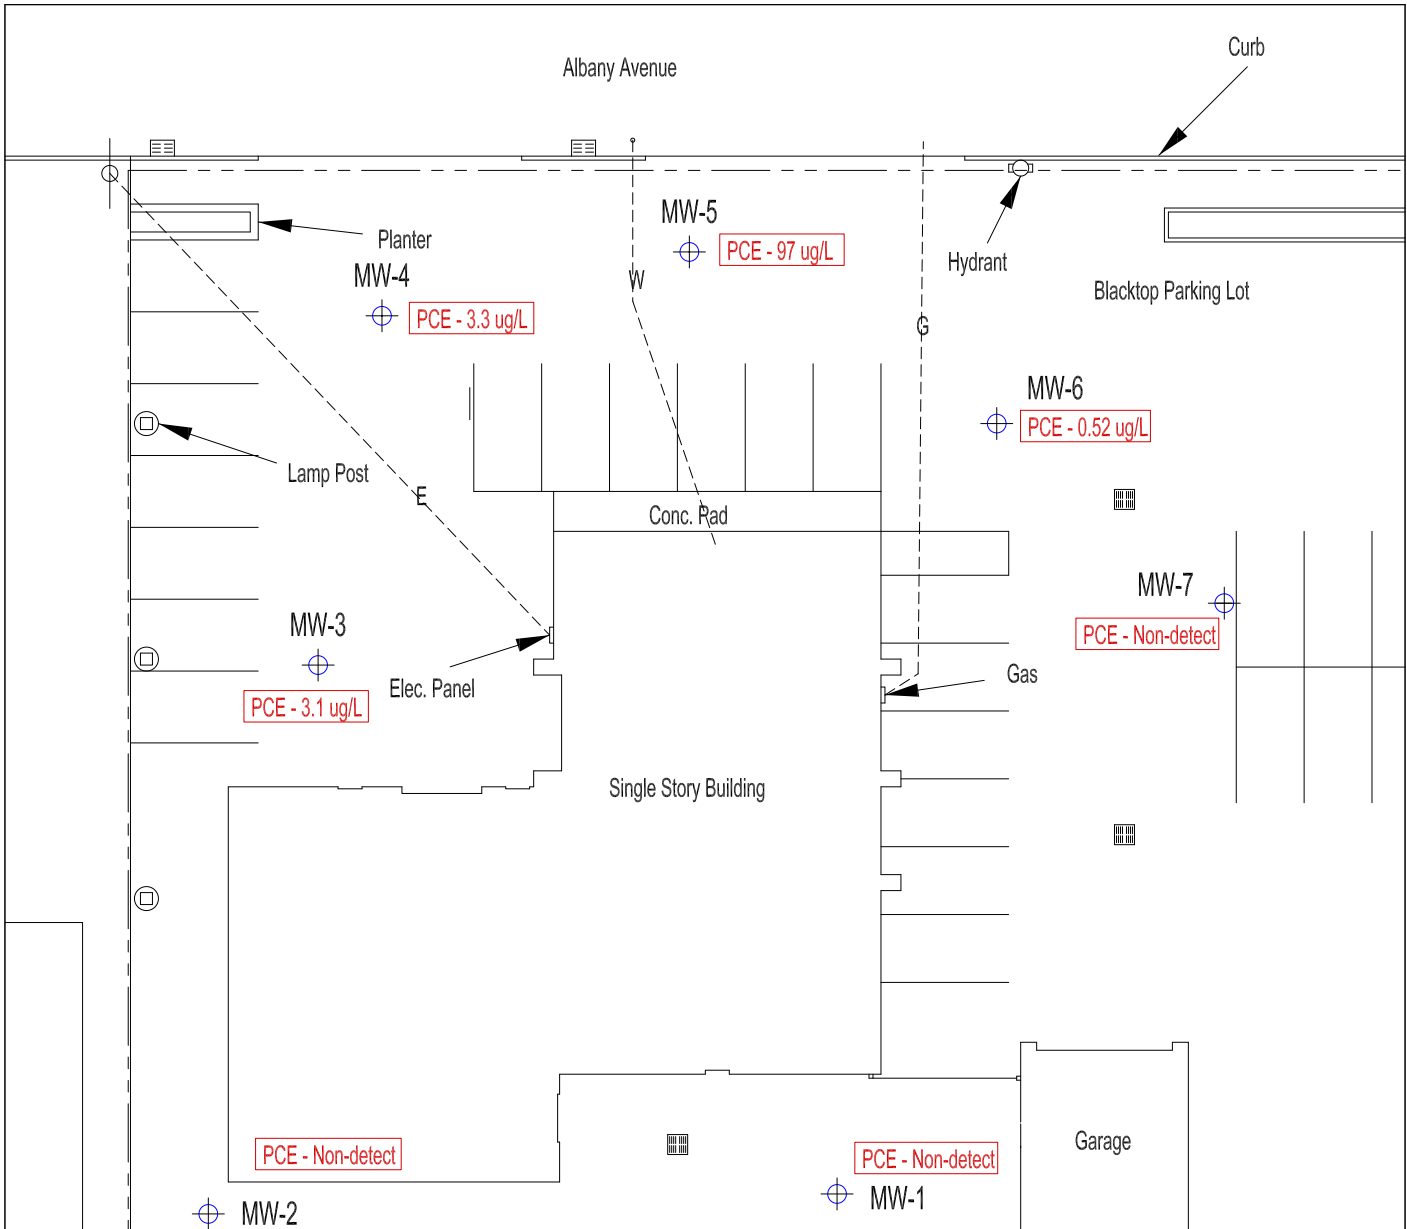 Curb
Albany Avenue
MW-5
Planter
PCE - 97 ug/L
Hydrant
MW-4
W
Blacktop Parking Lot
PCE - 3.3 ug/L
G
MW-6
PCE - 0.52 ug/L
Lamp Post
E
Conc. Pad
MW-7
MW-3
PCE - Non-detect
Gas
Elec. Panel
PCE - 3.1 ug/L
Single Story Building
Garage
PCE - Non-detect
PCE - Non-detect
MW-1
MW-2